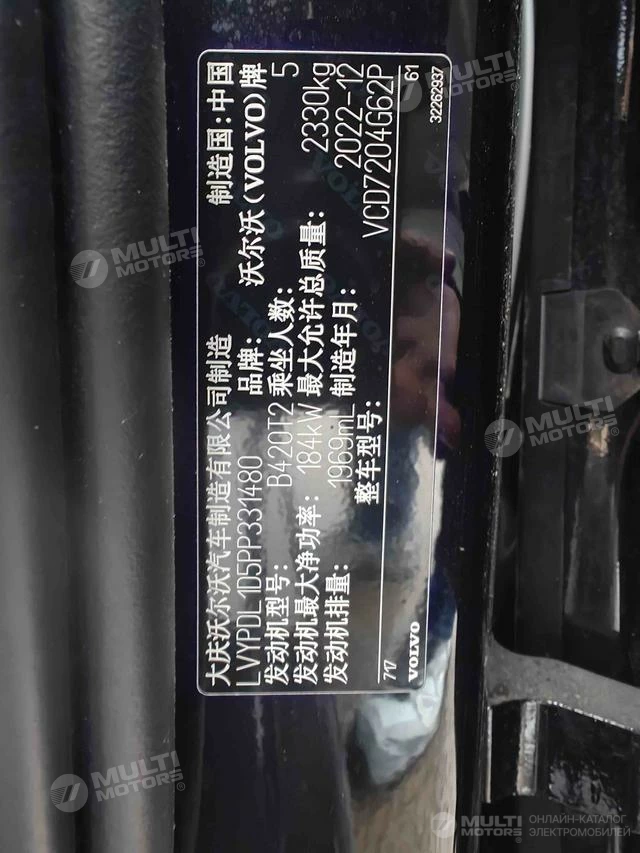 大庆沃尔沃汽车制造有限公司制造 制造国:中国
LVYPDL1D5PP331480 品牌: 沃尔沃(VOLVO)牌
发动机型号: B420T2 乘坐人数: 5
发动机最大净功率: 184kW 最大允许总质量: 2330kg
发动机排量: 1969mL 制造年月: 2022-12
整车型号: VCD7204G62P
717 61
VOLVO 32262937
MULTI MOTORS®
MULTI MOTORS®
MULTI MOTORS®
MULTI MOTORS®
MULTI MOTORS®
ОНЛАЙН-КАТАЛОГ
ЭЛЕКТРОМОБИЛЕЙ